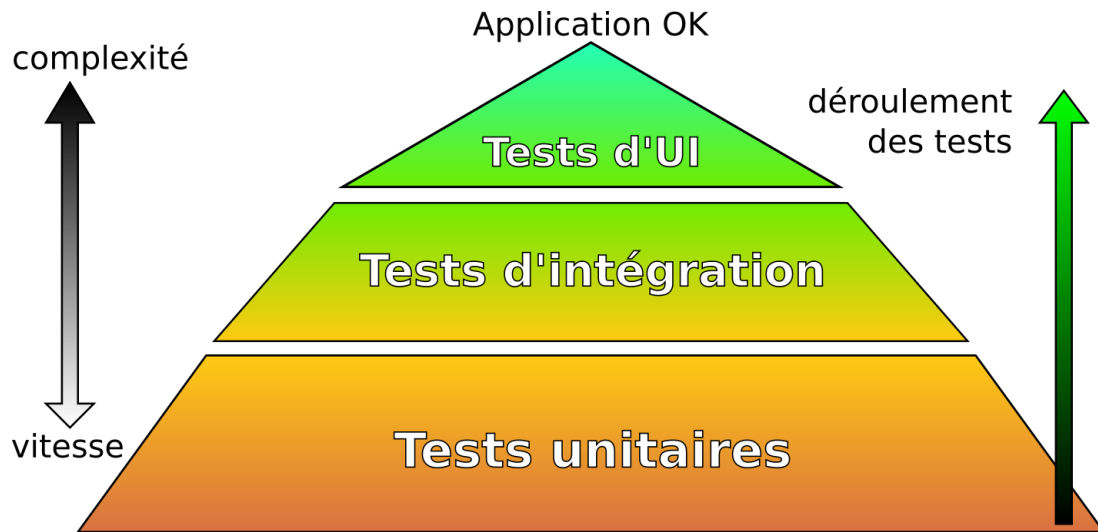 Application OK
complexité
déroulement
des tests
Tests d'UI
Tests d'intégration
vitesse
Tests unitaires